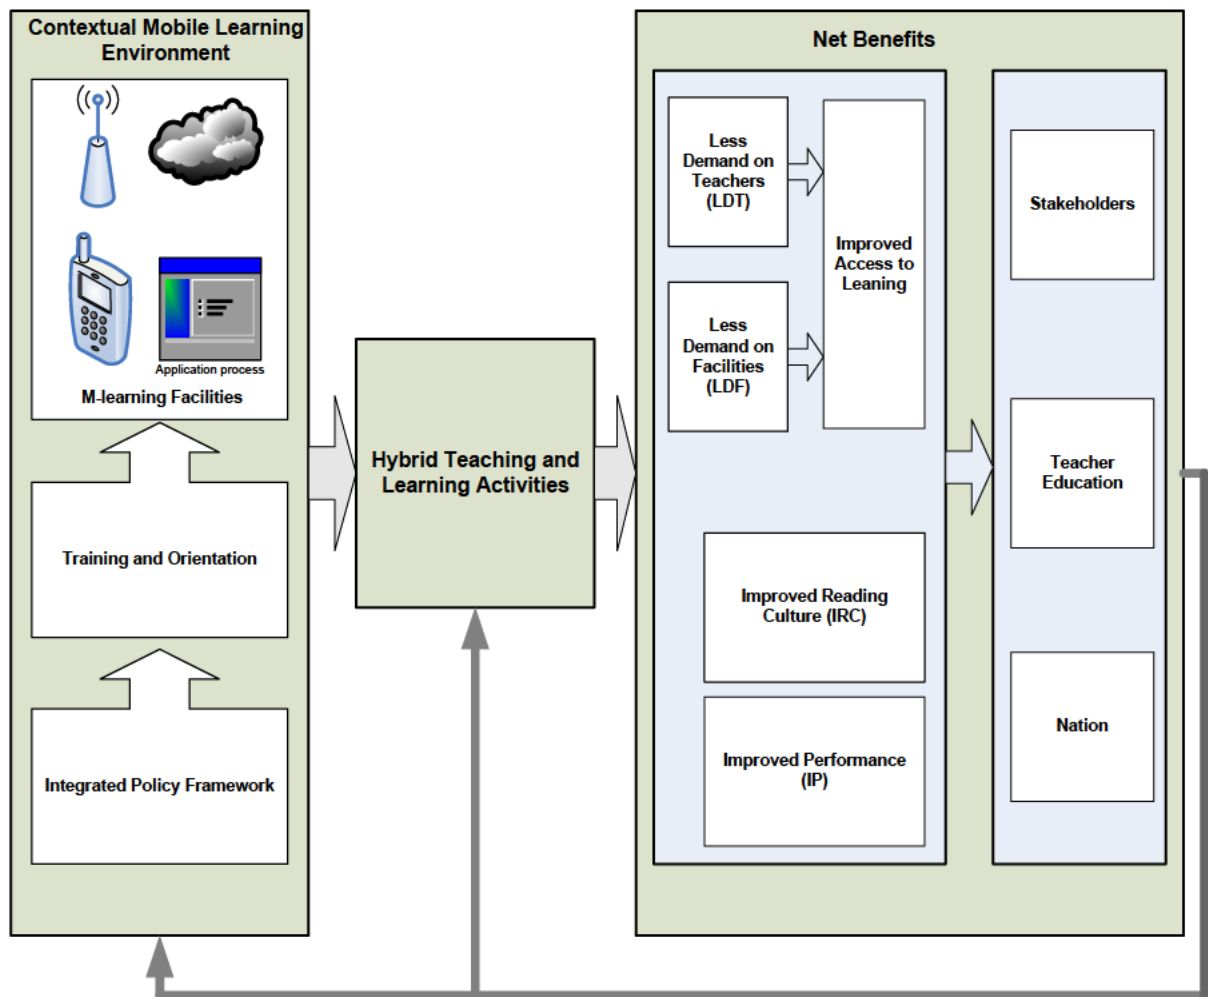 Contextual Mobile Learning
Environment
Application process
M-learning Facilities
Training and Orientation
Integrated Policy Framework
Hybrid Teaching and
Learning Activities
Net Benefits
Less
Demand on
Teachers
(LDT)
Less
Demand on
Facilities
(LDF)
Improved
Access to
Leaning
Improved Reading
Culture (IRC)
Improved Performance
(IP)
Stakeholders
Teacher
Education
Nation